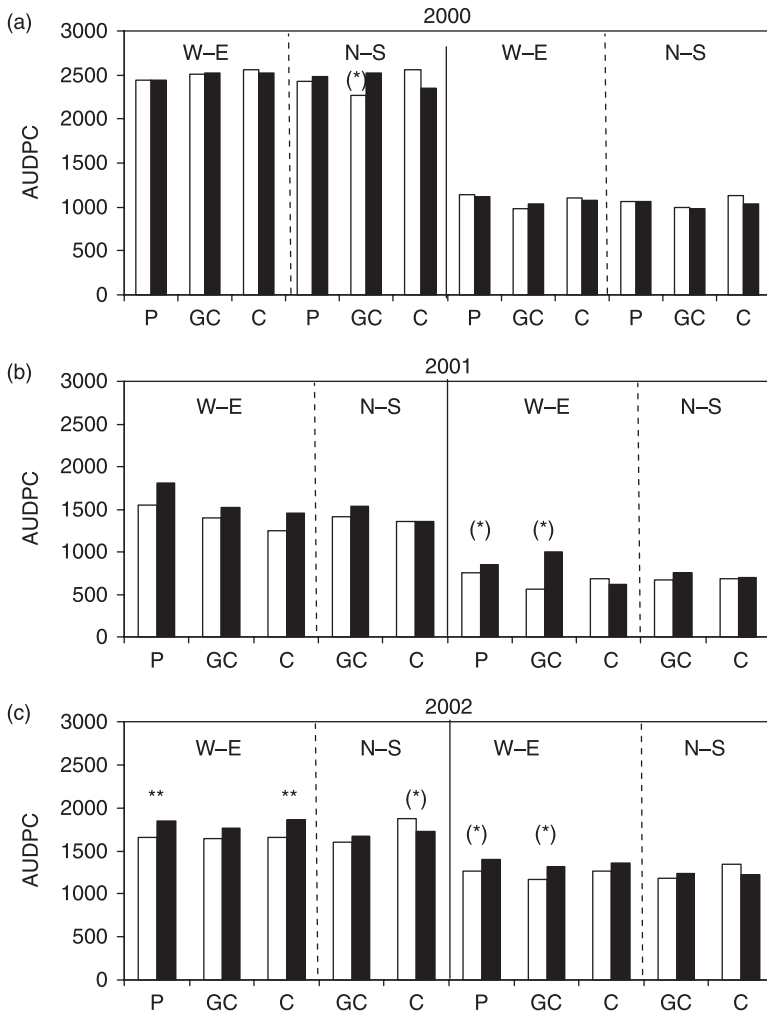 (a)
2000
3000
2500
2000
1500
1000
500
0
AUDPC
W–E N–S W–E N–S
(*)
P GC C P GC C P GC C P GC C
(b)
2001
3000
2500
2000
1500
1000
500
0
AUDPC
W–E N–S W–E N–S
(*) (*)
P GC C GC C P GC C GC C
(c)
2002
3000
2500
2000
1500
1000
500
0
AUDPC
W–E N–S W–E N–S
** ** (*)
(*) (*)
P GC C GC C P GC C GC C